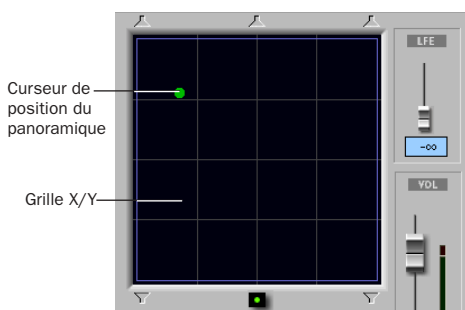 LFE
Curseur de
position du
panoramique
-∞
VOL
Grille X/Y